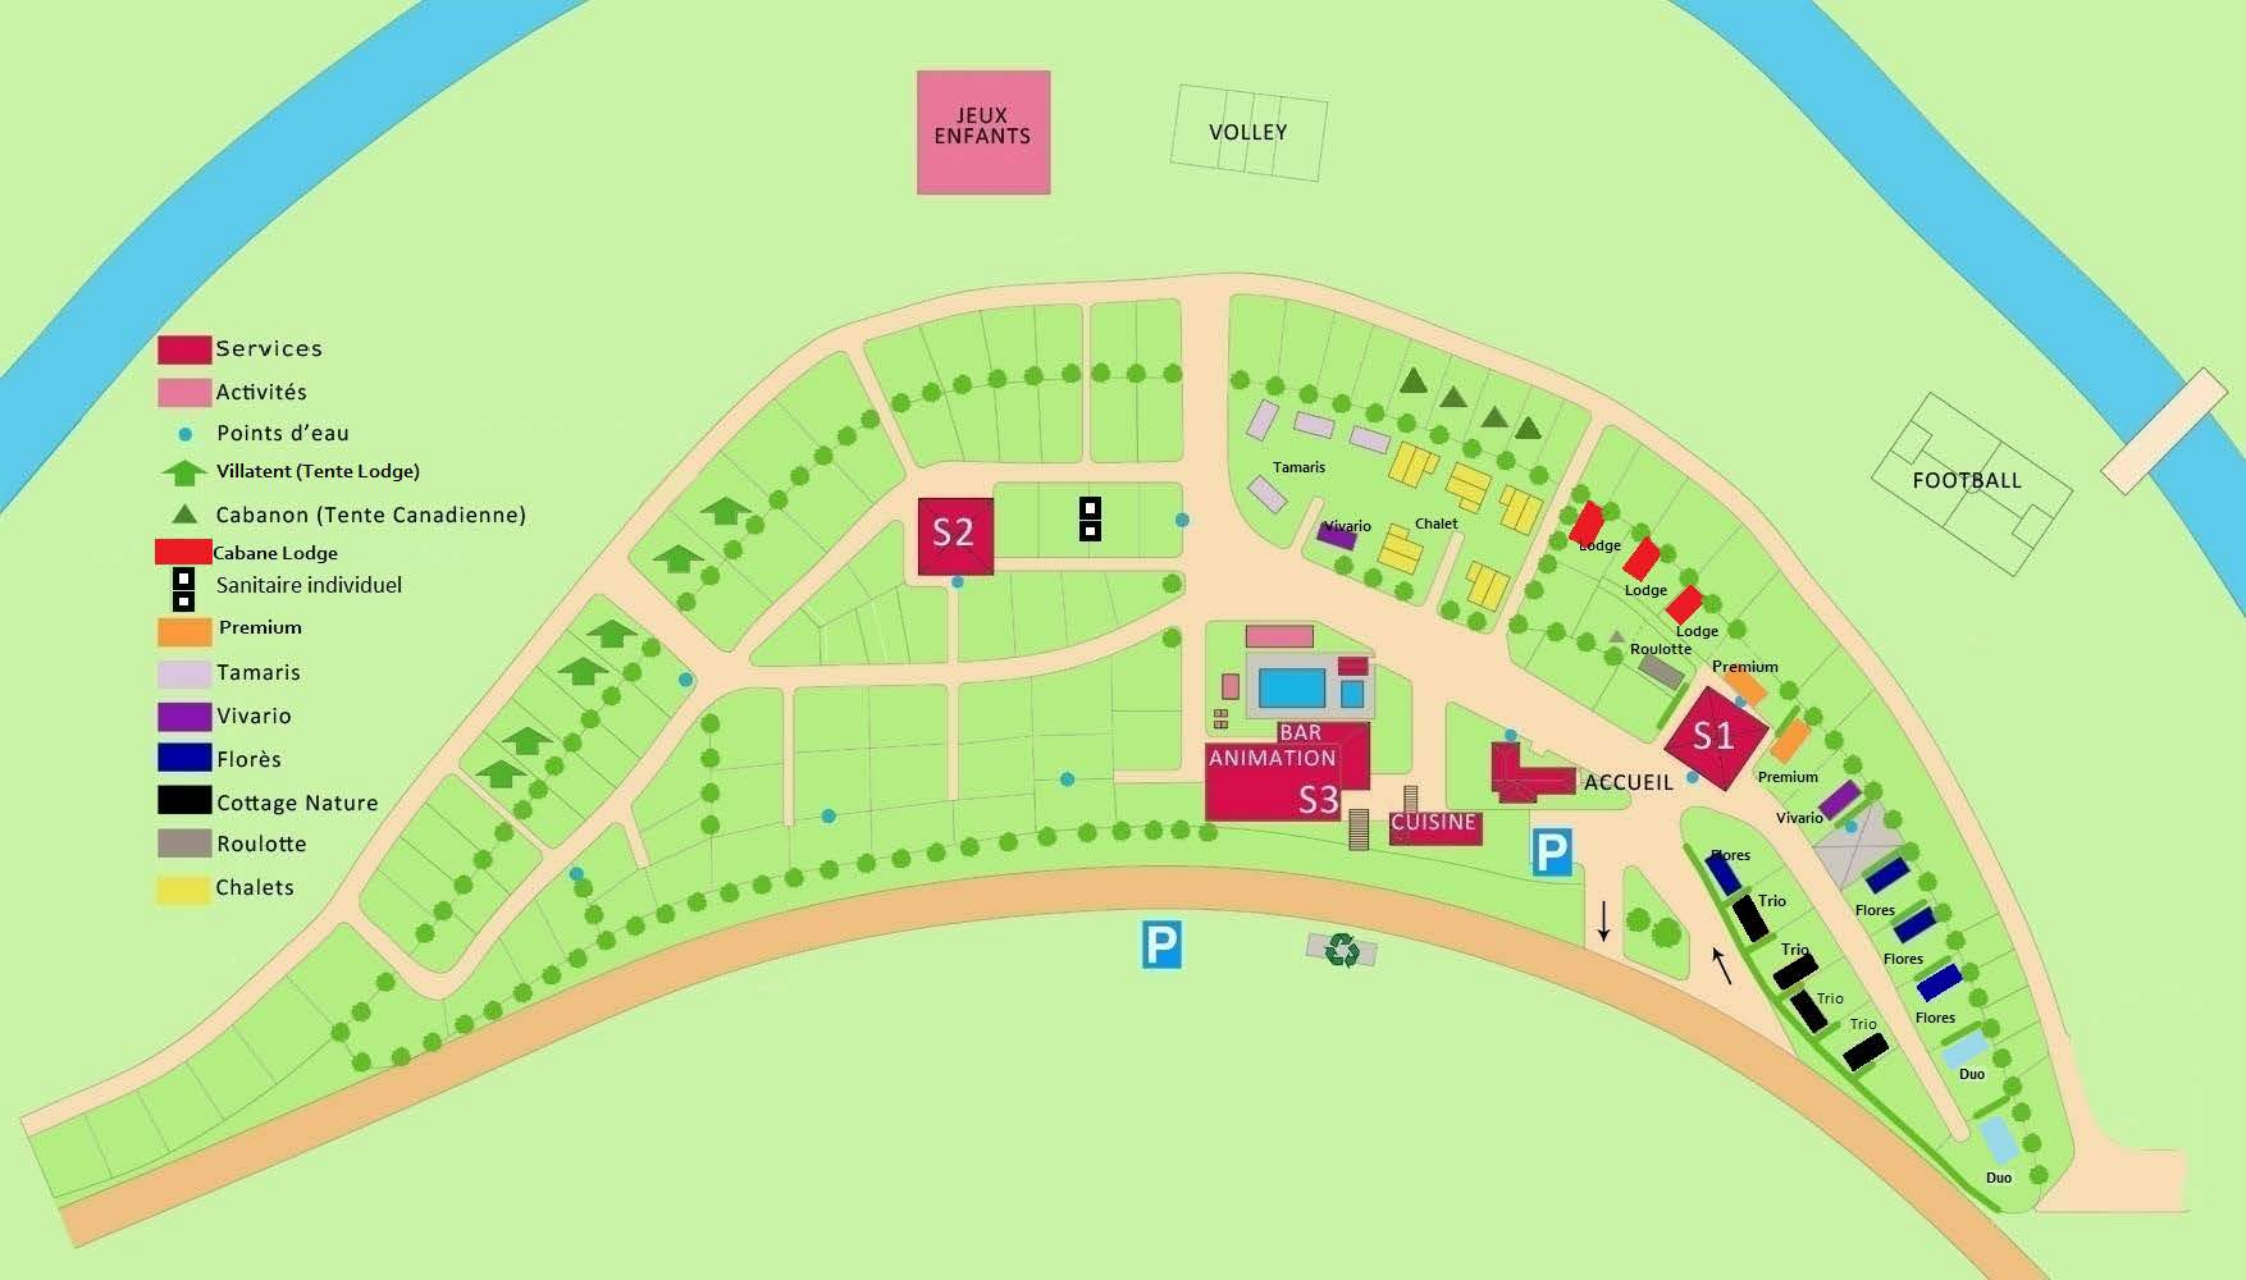 JEUX
ENFANTS
VOLLEY
FOOTBALL
Services
Activités
Points d'eau
Villatent (Tente Lodge)
Cabanon (Tente Canadienne)
Cabane Lodge
Sanitaire individuel
Premium
Tamaris
Vivario
Florès
Cottage Nature
Roulotte
Chalets
S2
Tamaris
Vivario
Chalet
Lodge
Lodge
Lodge
Roulotte
Premium
S1
Premium
Vivario
BAR
ANIMATION
S3
CUISINE
ACCUEIL
P
P
Flores
Trio
Trio
Trio
Trio
Flores
Flores
Flores
Duo
Duo